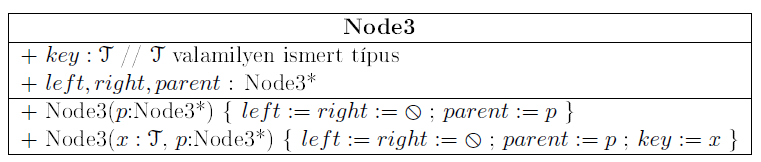 Node3
+ key : 𝒯 // 𝒯 valamilyen ismert típus
+ left, right, parent : Node3*
+ Node3(p:Node3*) { left := right := ⦸ ; parent := p }
+ Node3(x : 𝒯, p:Node3*) { left := right := ⦸ ; parent := p ; key := x }